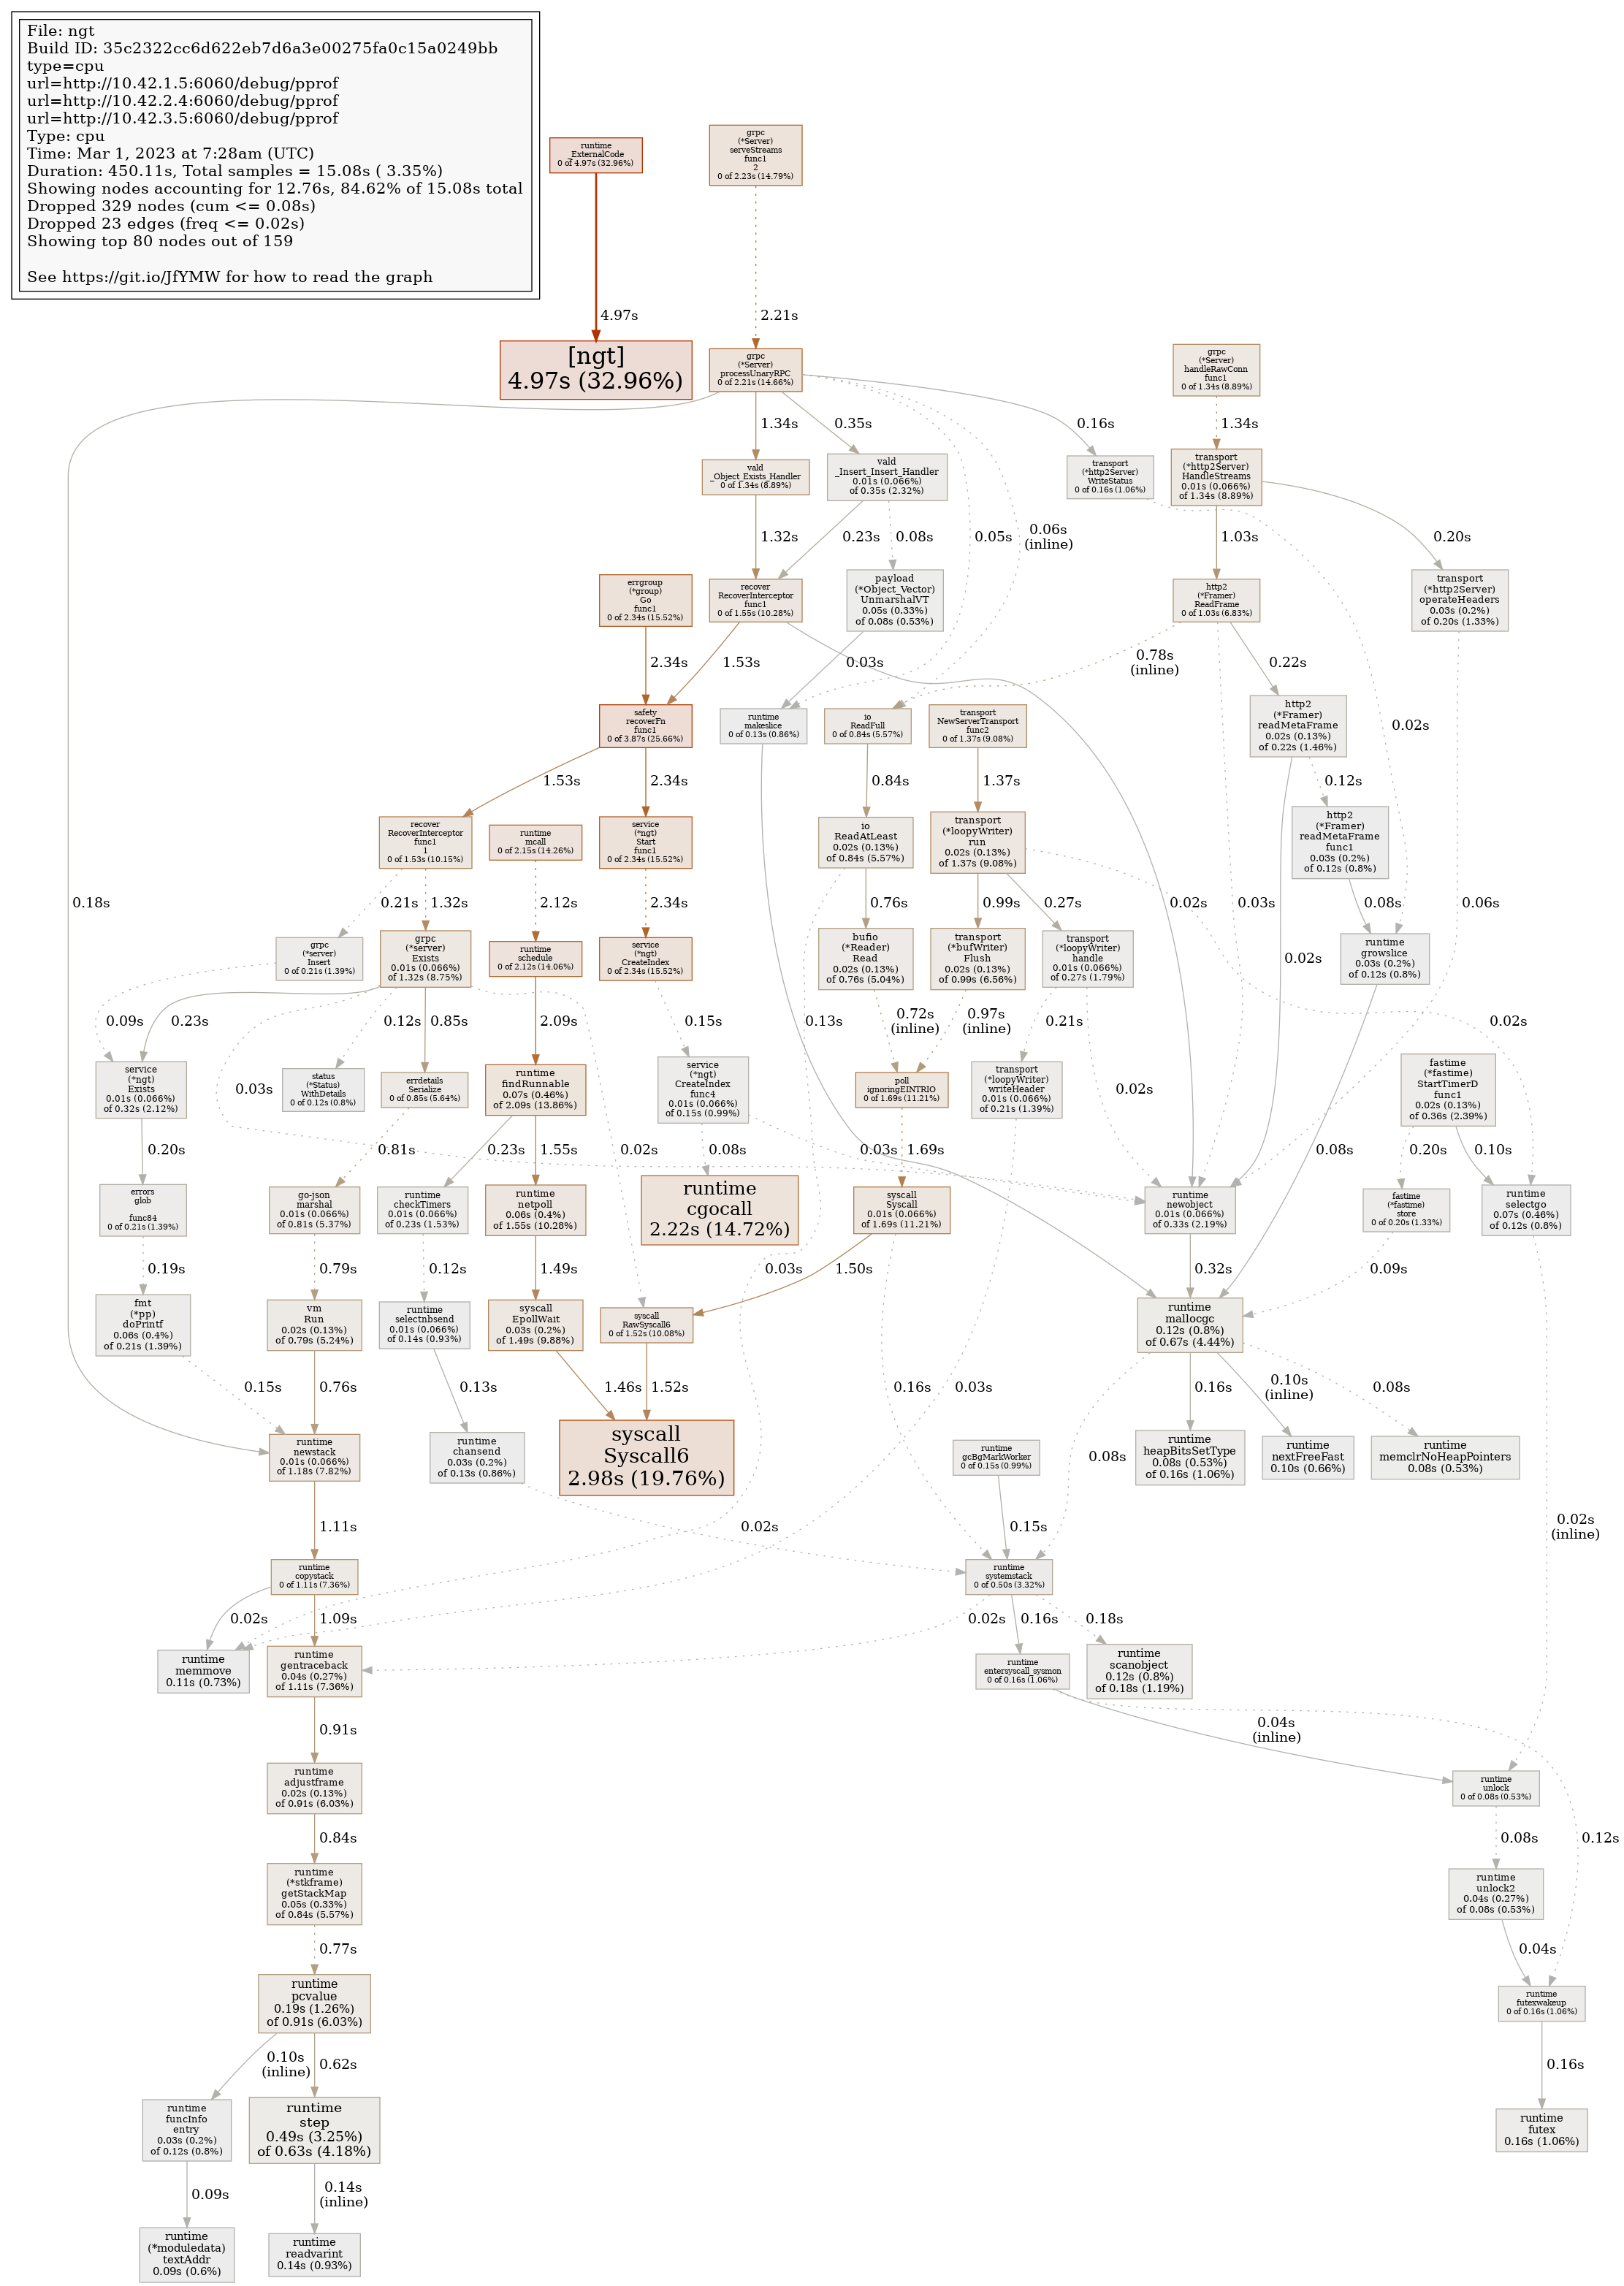 File: ngt
Build ID: 35c2322cc6d622eb7d6a3e00275fa0c15a0249bb
type=cpu
url=http://10.42.1.5:6060/debug/pprof
url=http://10.42.2.4:6060/debug/pprof
url=http://10.42.3.5:6060/debug/pprof
Type: cpu
Time: Mar 1, 2023 at 7:28am (UTC)
Duration: 450.11s, Total samples = 15.08s ( 3.35%)
Showing nodes accounting for 12.76s, 84.62% of 15.08s total
Dropped 329 nodes (cum <= 0.08s)
Dropped 23 edges (freq <= 0.02s)
Showing top 80 nodes out of 159
See https://git.io/JfYMW for how to read the graph
runtime
_ExternalCode
0 of 4.97s (32.96%)
grpc
(*Server)
serveStreams
func1
2
0 of 2.23s (14.79%)
4.97s
2.21s
[ngt]
4.97s (32.96%)
grpc
(*Server)
processUnaryRPC
0 of 2.21s (14.66%)
grpc
(*Server)
handleRawConn
func1
0 of 1.34s (8.89%)
1.34s
0.35s
0.16s
1.34s
vald
_Object_Exists_Handler
0 of 1.34s (8.89%)
vald
_Insert_Insert_Handler
0.01s (0.066%)
of 0.35s (2.32%)
transport
(*http2Server)
WriteStatus
0 of 0.16s (1.06%)
transport
(*http2Server)
HandleStreams
0.01s (0.066%)
of 1.34s (8.89%)
1.32s
0.23s
0.08s
0.05s
0.06s
(inline)
1.03s
0.20s
errgroup
(*group)
Go
func1
0 of 2.34s (15.52%)
recover
RecoverInterceptor
func1
0 of 1.55s (10.28%)
payload
(*Object_Vector)
UnmarshalVT
0.05s (0.33%)
of 0.08s (0.53%)
http2
(*Framer)
ReadFrame
0 of 1.03s (6.83%)
transport
(*http2Server)
operateHeaders
0.03s (0.2%)
of 0.20s (1.33%)
2.34s
1.53s
0.03s
0.78s
(inline)
0.22s
safety
recoverFn
func1
0 of 3.87s (25.66%)
runtime
makeslice
0 of 0.13s (0.86%)
io
ReadFull
0 of 0.84s (5.57%)
transport
NewServerTransport
func2
0 of 1.37s (9.08%)
http2
(*Framer)
readMetaFrame
0.02s (0.13%)
of 0.22s (1.46%)
0.02s
1.53s
2.34s
0.84s
1.37s
0.12s
recover
RecoverInterceptor
func1
1
0 of 1.53s (10.15%)
runtime
mcall
0 of 2.15s (14.26%)
service
(*ngt)
Start
func1
0 of 2.34s (15.52%)
io
ReadAtLeast
0.02s (0.13%)
of 0.84s (5.57%)
transport
(*loopyWriter)
run
0.02s (0.13%)
of 1.37s (9.08%)
http2
(*Framer)
readMetaFrame
func1
0.03s (0.2%)
of 0.12s (0.8%)
0.18s
0.21s
1.32s
2.12s
2.34s
0.76s
0.99s
0.27s
0.02s
0.03s
0.08s
0.06s
grpc
(*server)
Insert
0 of 0.21s (1.39%)
grpc
(*server)
Exists
0.01s (0.066%)
of 1.32s (8.75%)
runtime
schedule
0 of 2.12s (14.06%)
service
(*ngt)
CreateIndex
0 of 2.34s (15.52%)
bufio
(*Reader)
Read
0.02s (0.13%)
of 0.76s (5.04%)
transport
(*bufWriter)
Flush
0.02s (0.13%)
of 0.99s (6.56%)
transport
(*loopyWriter)
handle
0.01s (0.066%)
of 0.27s (1.79%)
0.02s
runtime
growslice
0.03s (0.2%)
of 0.12s (0.8%)
0.09s
0.23s
0.12s
0.85s
2.09s
0.15s
0.13s
0.72s
(inline)
0.97s
(inline)
0.21s
0.02s
service
(*ngt)
Exists
0.01s (0.066%)
of 0.32s (2.12%)
0.03s
status
(*Status)
WithDetails
0 of 0.12s (0.8%)
errdetails
Serialize
0 of 0.85s (5.64%)
runtime
findRunnable
0.07s (0.46%)
of 2.09s (13.86%)
service
(*ngt)
CreateIndex
func4
0.01s (0.066%)
of 0.15s (0.99%)
poll
ignoringEINTRIO
0 of 1.69s (11.21%)
transport
(*loopyWriter)
writeHeader
0.01s (0.066%)
of 0.21s (1.39%)
0.02s
fastime
(*fastime)
StartTimerD
func1
0.02s (0.13%)
of 0.36s (2.39%)
0.20s
0.81s
0.23s
1.55s
0.02s
0.08s
0.03s
1.69s
0.08s
0.20s
0.10s
errors
glob
.
func84
0 of 0.21s (1.39%)
go-json
marshal
0.01s (0.066%)
of 0.81s (5.37%)
runtime
checkTimers
0.01s (0.066%)
of 0.23s (1.53%)
runtime
netpoll
0.06s (0.4%)
of 1.55s (10.28%)
runtime
cgocall
2.22s (14.72%)
syscall
Syscall
0.01s (0.066%)
of 1.69s (11.21%)
runtime
newobject
0.01s (0.066%)
of 0.33s (2.19%)
fastime
(*fastime)
store
0 of 0.20s (1.33%)
runtime
selectgo
0.07s (0.46%)
of 0.12s (0.8%)
0.19s
0.79s
0.12s
1.49s
0.03s
1.50s
0.32s
0.09s
fmt
(*pp)
doPrintf
0.06s (0.4%)
of 0.21s (1.39%)
vm
Run
0.02s (0.13%)
of 0.79s (5.24%)
runtime
selectnbsend
0.01s (0.066%)
of 0.14s (0.93%)
syscall
EpollWait
0.03s (0.2%)
of 1.49s (9.88%)
syscall
RawSyscall6
0 of 1.52s (10.08%)
runtime
mallocgc
0.12s (0.8%)
of 0.67s (4.44%)
0.15s
0.76s
0.13s
1.46s
1.52s
0.16s
0.03s
0.16s
0.10s
(inline)
0.08s
runtime
newstack
0.01s (0.066%)
of 1.18s (7.82%)
runtime
chansend
0.03s (0.2%)
of 0.13s (0.86%)
syscall
Syscall6
2.98s (19.76%)
runtime
gcBgMarkWorker
0 of 0.15s (0.99%)
0.08s
runtime
heapBitsSetType
0.08s (0.53%)
of 0.16s (1.06%)
runtime
nextFreeFast
0.10s (0.66%)
runtime
memclrNoHeapPointers
0.08s (0.53%)
1.11s
0.02s
0.15s
0.02s
(inline)
runtime
copystack
0 of 1.11s (7.36%)
runtime
systemstack
0 of 0.50s (3.32%)
0.02s
1.09s
0.02s
0.16s
0.18s
runtime
memmove
0.11s (0.73%)
runtime
gentraceback
0.04s (0.27%)
of 1.11s (7.36%)
runtime
entersyscall_sysmon
0 of 0.16s (1.06%)
runtime
scanobject
0.12s (0.8%)
of 0.18s (1.19%)
0.91s
0.04s
(inline)
runtime
adjustframe
0.02s (0.13%)
of 0.91s (6.03%)
runtime
unlock
0 of 0.08s (0.53%)
0.84s
0.08s
0.12s
runtime
(*stkframe)
getStackMap
0.05s (0.33%)
of 0.84s (5.57%)
runtime
unlock2
0.04s (0.27%)
of 0.08s (0.53%)
0.77s
0.04s
runtime
pcvalue
0.19s (1.26%)
of 0.91s (6.03%)
runtime
futexwakeup
0 of 0.16s (1.06%)
0.10s
(inline)
0.62s
0.16s
runtime
funcInfo
entry
0.03s (0.2%)
of 0.12s (0.8%)
runtime
step
0.49s (3.25%)
of 0.63s (4.18%)
runtime
futex
0.16s (1.06%)
0.09s
0.14s
(inline)
runtime
(*moduledata)
textAddr
0.09s (0.6%)
runtime
readvarint
0.14s (0.93%)